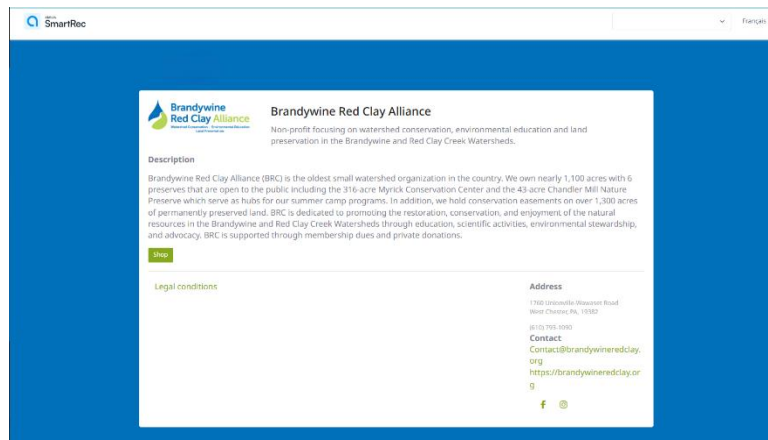 SmartRec
Français
Brandywine
Red Clay Alliance
Brandywine Red Clay Alliance
Non-profit focusing on watershed conservation, environmental education and land
preservation in the Brandywine and Red Clay Creek Watersheds.
Description
Brandywine Red Clay Alliance (BRC) is the oldest small watershed organization in the country. We own nearly 1,100 acres with 6
preserves that are open to the public including the 316-acre Myrick Conservation Center and the 43-acre Chandler Mill Nature
Preserve which serve as hubs for our summer camp programs. In addition, we hold conservation easements on over 1,300 acres
of permanently preserved land. BRC is dedicated to promoting the restoration, conservation, and enjoyment of the natural
resources in the Brandywine and Red Clay Creek Watersheds through education, scientific activities, environmental stewardship,
and advocacy. BRC is supported through membership dues and private donations.
Shop
Legal conditions
Address
1760 Unionville-Wawaset Road
West Chester, PA, 19382
(610) 793-1090
Contact
Contact@brandywineredclay.
org
https://brandywineredclay.or
g